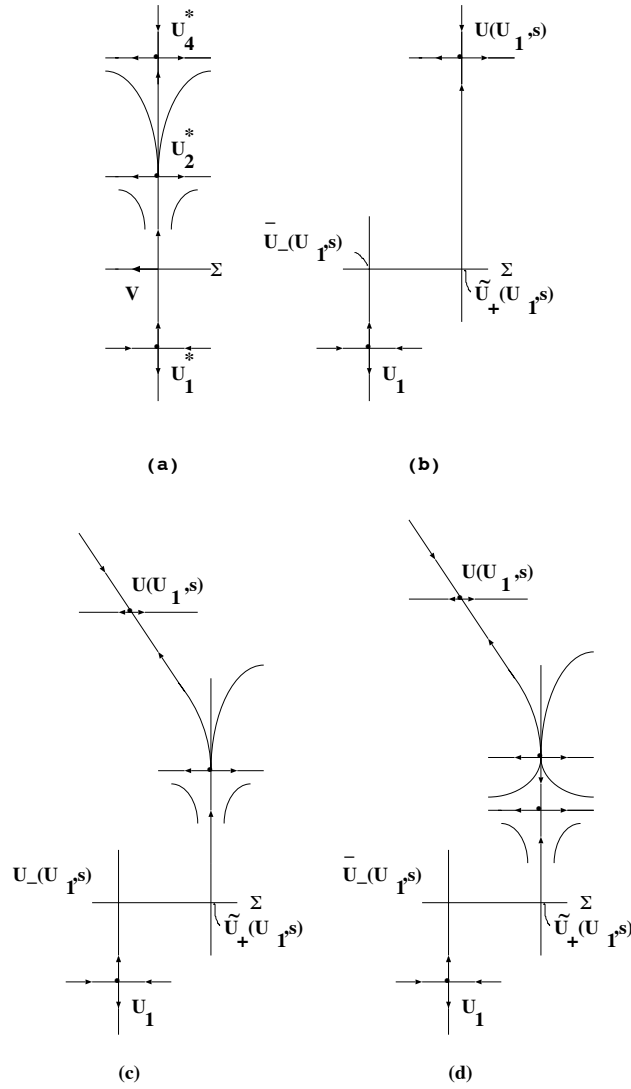 U*4
U*2
Σ
V
U*1
(a)
U(U1,s)
Ū_(U1,s)
Σ
Ũ+(U1,s)
U1
(b)
U(U1,s)
U_(U1,s)
Σ
Ũ+(U1,s)
U1
(c)
U(U1,s)
Ū_(U1,s)
Σ
Ũ+(U1,s)
U1
(d)